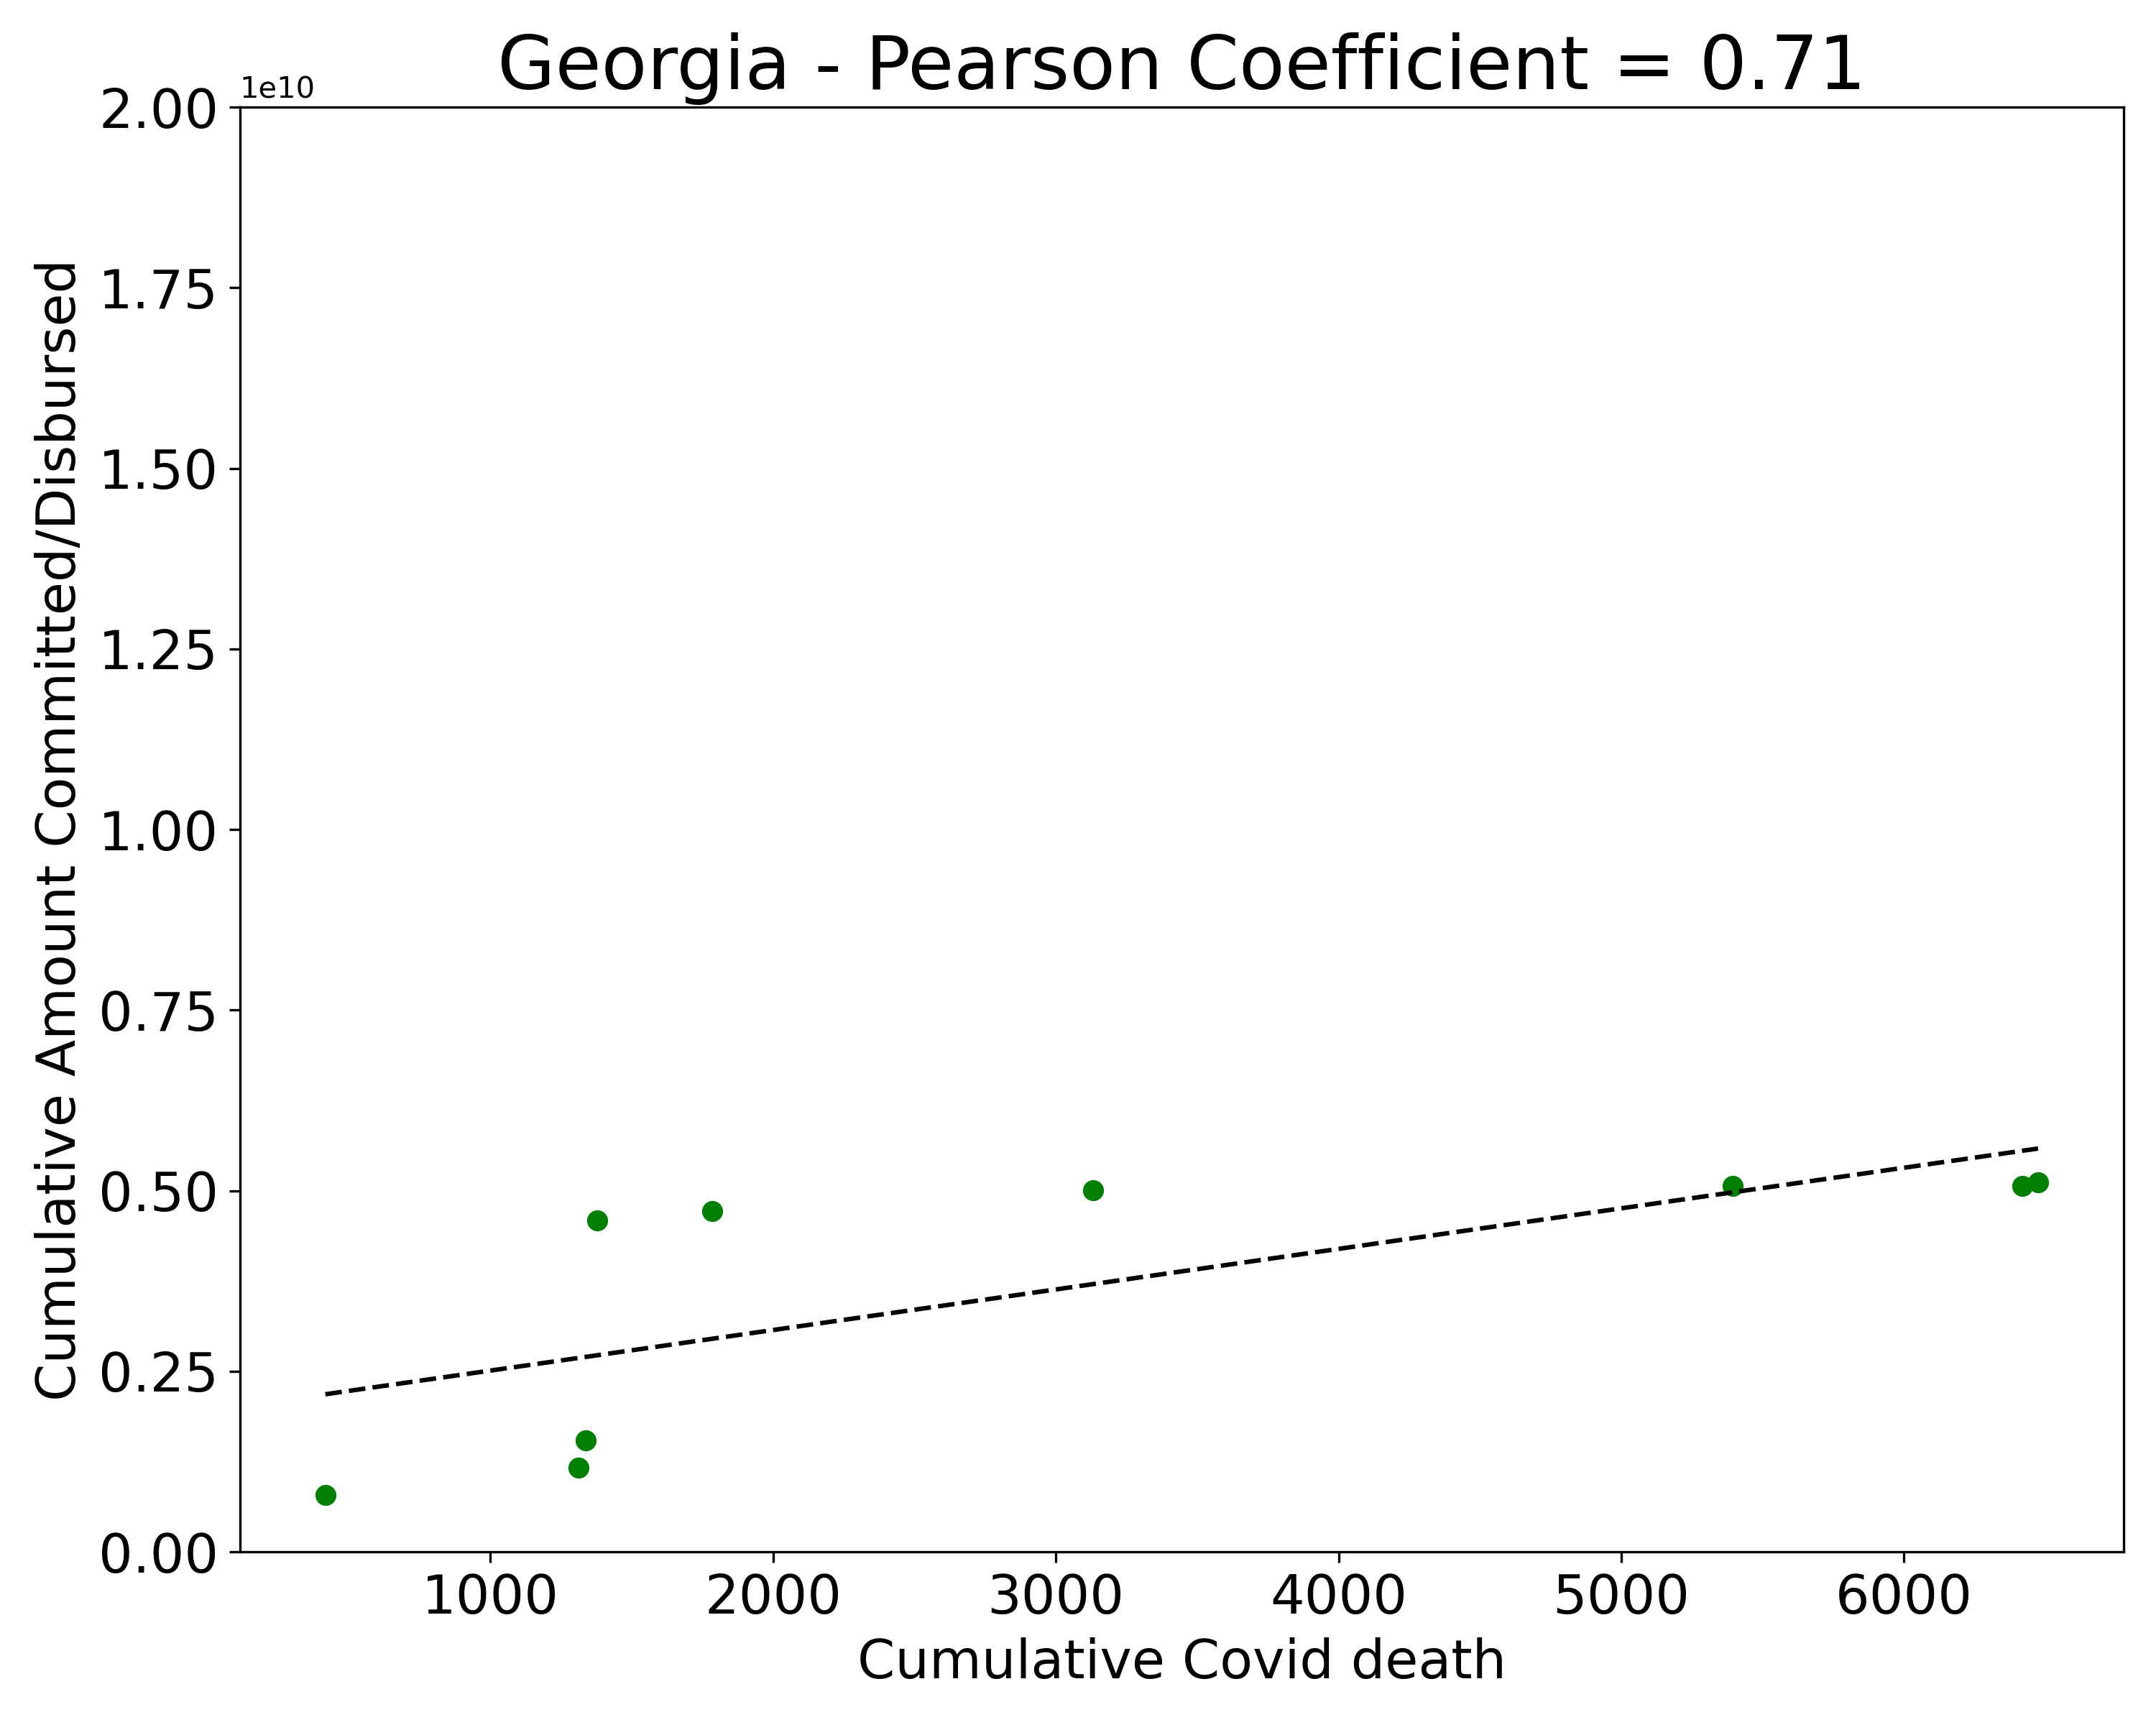 Georgia - Pearson Coefficient = 0.71
1e10
2.00
1.75
1.50
1.25
1.00
0.75
0.50
0.25
0.00
Cumulative Amount Committed/Disbursed
1000 2000 3000 4000 5000 6000
Cumulative Covid death